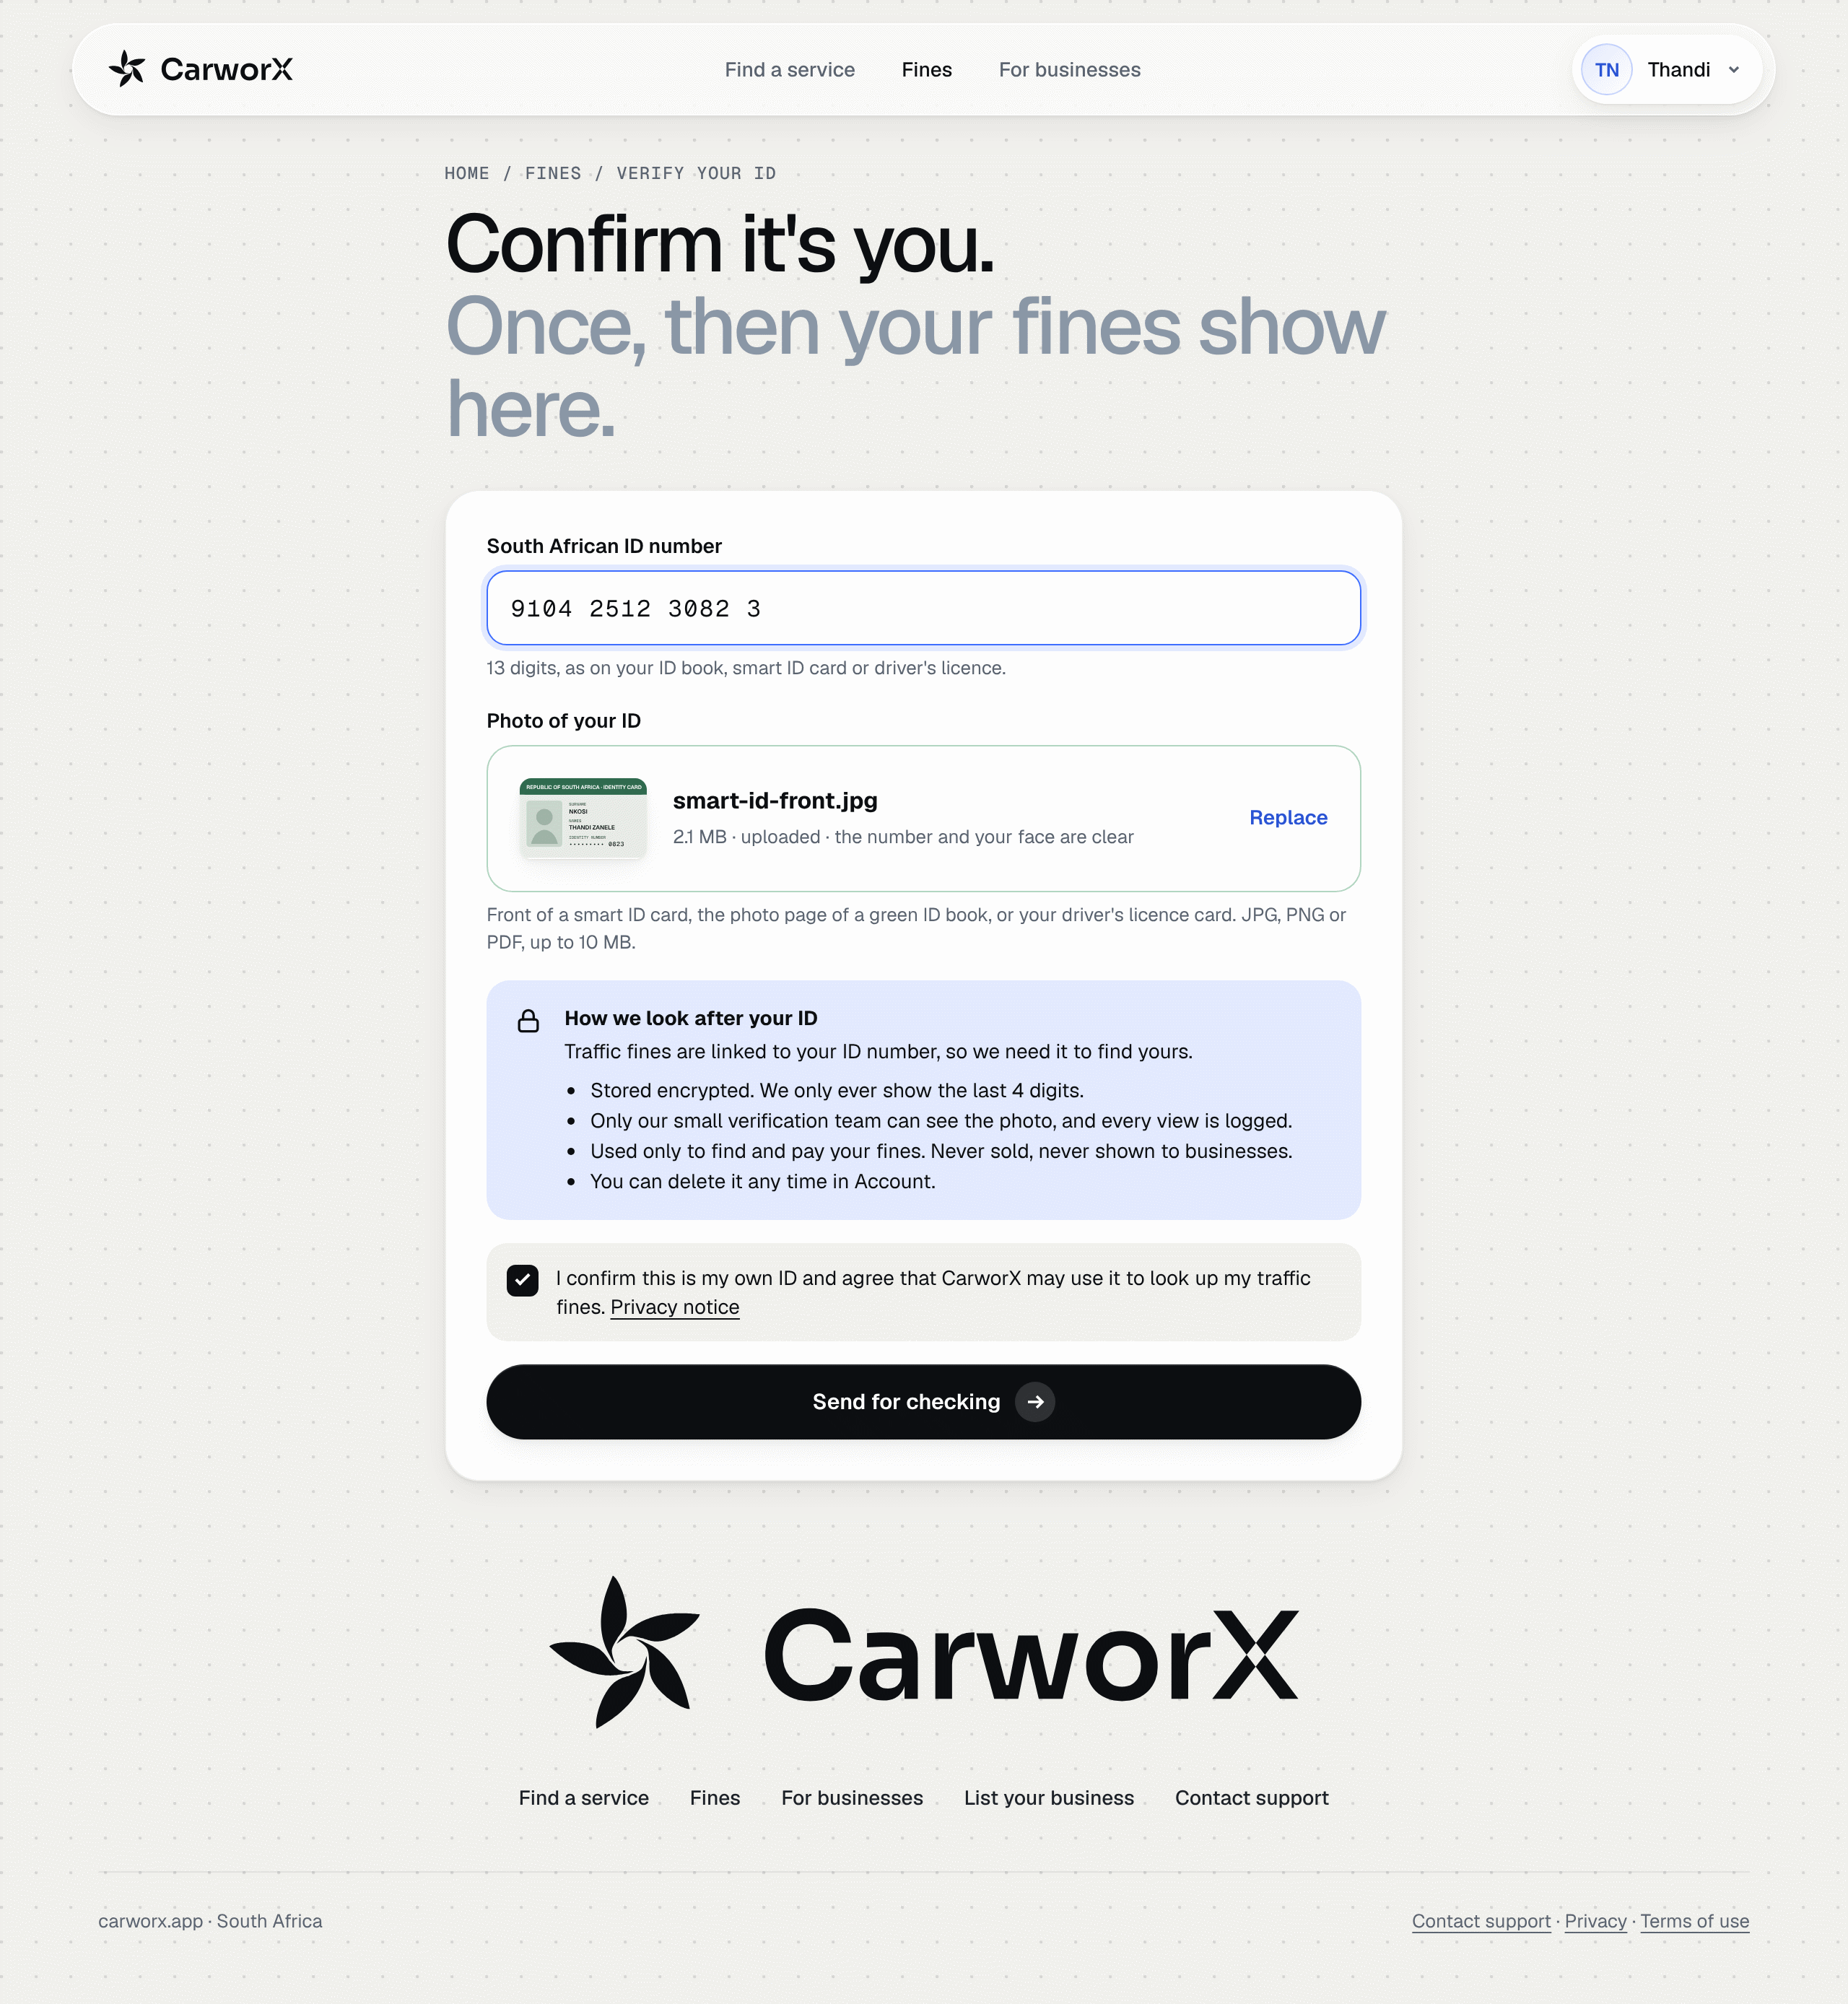 CarworX
Find a service
Fines
For businesses
TN
Thandi
HOME / FINES / VERIFY YOUR ID
Confirm it's you.
Once, then your fines show
here.
South African ID number
9104 2512 3082 3
13 digits, as on your ID book, smart ID card or driver's licence.
Photo of your ID
REPUBLIC OF SOUTH AFRICA · IDENTITY CARD
SURNAME
NKOSI
NAMES
THANDI ZANELE
IDENTITY NUMBER
••••••••• 0823
smart-id-front.jpg
2.1 MB · uploaded · the number and your face are clear
Replace
Front of a smart ID card, the photo page of a green ID book, or your driver's licence card. JPG, PNG or
PDF, up to 10 MB.
How we look after your ID
Traffic fines are linked to your ID number, so we need it to find yours.
• Stored encrypted. We only ever show the last 4 digits.
• Only our small verification team can see the photo, and every view is logged.
• Used only to find and pay your fines. Never sold, never shown to businesses.
• You can delete it any time in Account.
I confirm this is my own ID and agree that CarworX may use it to look up my traffic
fines. Privacy notice
Send for checking
CarworX
Find a service
Fines
For businesses
List your business
Contact support
carworx.app · South Africa
Contact support · Privacy · Terms of use